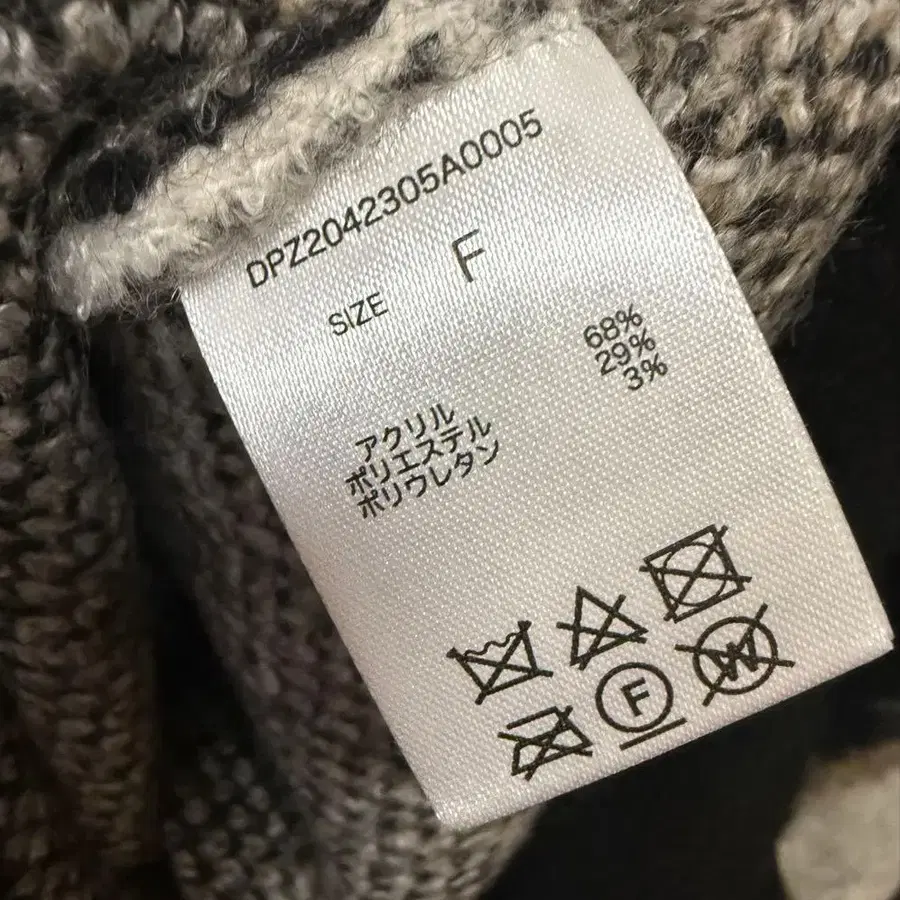 DPZ2042305A0005
SIZE F
アクリル 68%
ポリエステル 29%
ポリウレタン 3%
F W